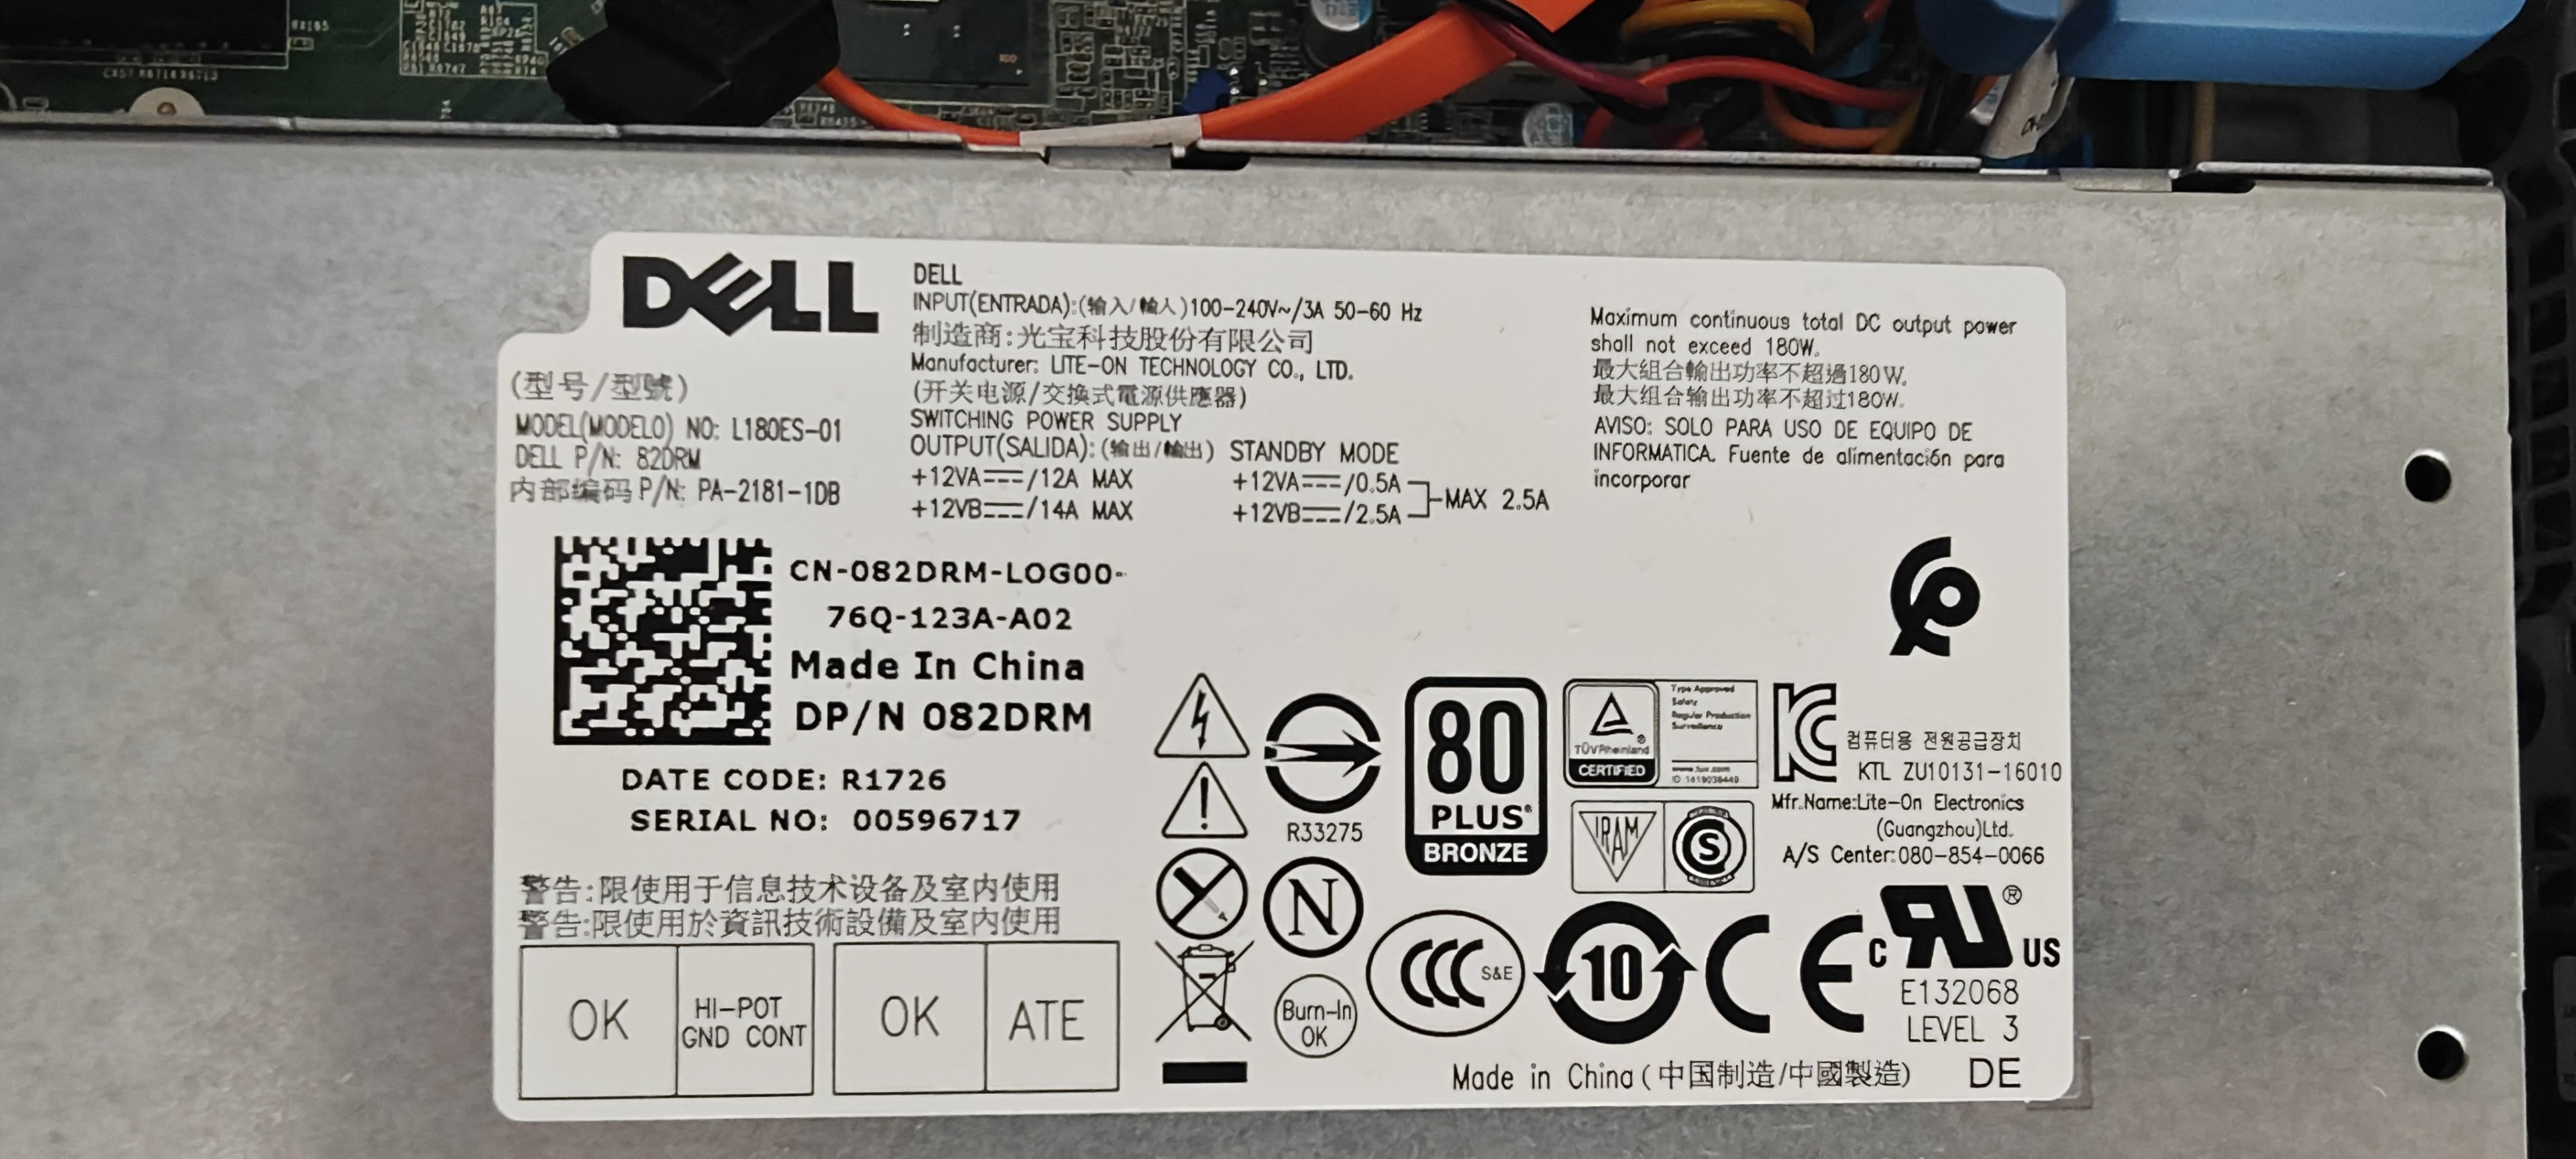 DELL
(型号/型號)
MODEL(MODELO) NO: L180ES-01
DELL P/N: 82DRM
内部编码 P/N: PA-2181-1DB
DELL
INPUT(ENTRADA):(输入/輸入)100-240V~/3A 50-60 Hz
制造商:光宝科技股份有限公司
Manufacturer: LITE-ON TECHNOLOGY CO., LTD.
(开关电源/交換式電源供應器)
SWITCHING POWER SUPPLY
OUTPUT(SALIDA):(输出/輸出) STANDBY MODE
+12VA⎓/12A MAX +12VA⎓/0.5A
+12VB⎓/14A MAX +12VB⎓/2.5A
MAX 2.5A
Maximum continuous total DC output power
shall not exceed 180W.
最大組合輸出功率不超過180W.
最大组合输出功率不超过180W.
AVISO: SOLO PARA USO DE EQUIPO DE
INFORMATICA. Fuente de alimentación para
incorporar
CN-082DRM-LOG00-
76Q-123A-A02
Made In China
DP/N 082DRM
DATE CODE: R1726
SERIAL NO: 00596717
警告:限使用于信息技术设备及室内使用
警告:限使用於資訊技術設備及室内使用
OK
HI-POT
GND CONT
OK
ATE
R33275
N
Burn-In
OK
80
PLUS®
BRONZE
TÜVRheinland®
CERTIFIED
Type Approved
Safety
Regular Production
Surveillance
www.tuv.com
IRAM
S
컴퓨터용 전원공급장치
KTL ZU10131-16010
Mfr.Name:Lite-On Electronics
(Guangzhou)Ltd.
A/S Center:080-854-0066
CCC S&E
10
CE
c RU ® US
E132068
LEVEL 3
Made in China(中国制造/中國製造) DE